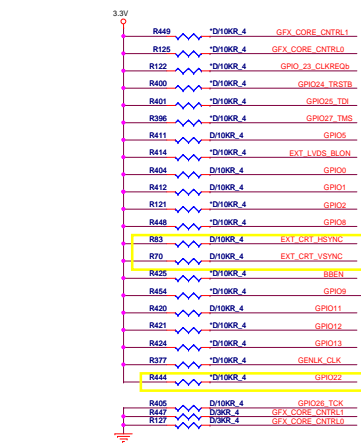 3.3V
R449 *D/10KR_4 GFX_CORE_CNTRL1
R125 *D/10KR_4 GFX_CORE_CNTRL0
R122 *D/10KR_4 GPIO_23_CLKREQb
R400 *D/10KR_4 GPIO24_TRSTB
R401 *D/10KR_4 GPIO25_TDI
R396 *D/10KR_4 GPIO27_TMS
R411 D/10KR_4 GPIO5
R414 *D/10KR_4 EXT_LVDS_BLON
R404 D/10KR_4 GPIO0
R412 D/10KR_4 GPIO1
R121 *D/10KR_4 GPIO2
R448 *D/10KR_4 GPIO8
R83 D/10KR_4 EXT_CRT_HSYNC
R70 D/10KR_4 EXT_CRT_VSYNC
R425 *D/10KR_4 BBEN
R454 *D/10KR_4 GPIO9
R420 D/10KR_4 GPIO11
R421 *D/10KR_4 GPIO12
R424 *D/10KR_4 GPIO13
R377 *D/10KR_4 GENLK_CLK
R444 *D/10KR_4 GPIO22
R405 D/10KR_4 GPIO26_TCK
R447 D/3KR_4 GFX_CORE_CNTRL1
R127 D/3KR_4 GFX_CORE_CNTRL0